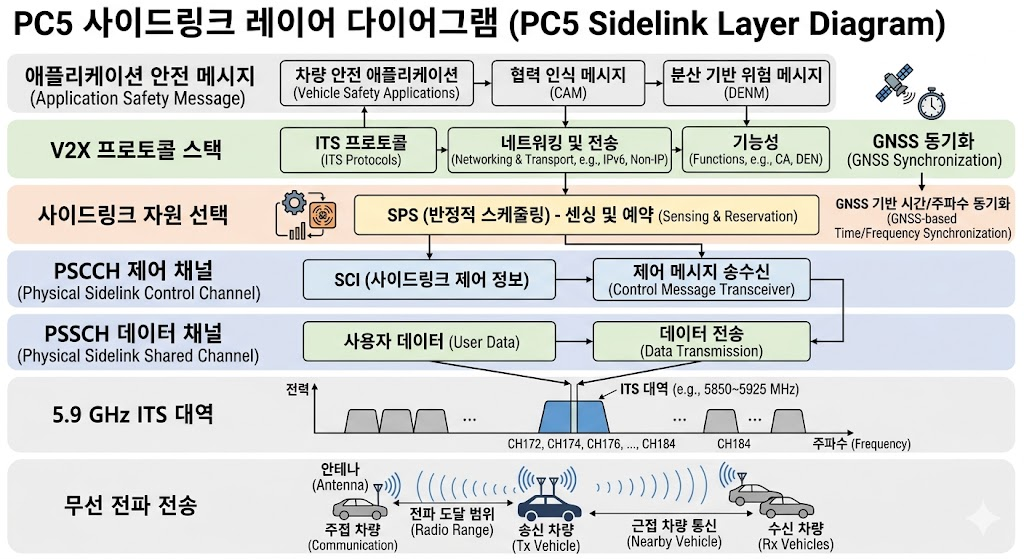 PC5 사이드링크 레이어 다이어그램 (PC5 Sidelink Layer Diagram)
애플리케이션 안전 메시지
(Application Safety Message)
차량 안전 애플리케이션
(Vehicle Safety Applications)
협력 인식 메시지
(CAM)
분산 기반 위험 메시지
(DENM)
V2X 프로토콜 스택
ITS 프로토콜
(ITS Protocols)
네트워킹 및 전송
(Networking & Transport, e.g., IPv6, Non-IP)
기능성
(Functions, e.g., CA, DEN)
GNSS 동기화
(GNSS Synchronization)
사이드링크 자원 선택
SPS (반정적 스케줄링) - 센싱 및 예약 (Sensing & Reservation)
GNSS 기반 시간/주파수 동기화
(GNSS-based
Time/Frequency Synchronization)
PSCCH 제어 채널
(Physical Sidelink Control Channel)
SCI (사이드링크 제어 정보)
제어 메시지 송수신
(Control Message Transceiver)
PSSCH 데이터 채널
(Physical Sidelink Shared Channel)
사용자 데이터 (User Data)
데이터 전송
(Data Transmission)
5.9 GHz ITS 대역
전력
...
ITS 대역 (e.g., 5850~5925 MHz)
... ...
CH172, CH174, CH176, ..., CH184
CH184
주파수 (Frequency)
무선 전파 전송
안테나
(Antenna)
주접 차량
(Communication)
전파 도달 범위
(Radio Range)
송신 차량
(Tx Vehicle)
근접 차량 통신
(Nearby Vehicle)
수신 차량
(Rx Vehicles)